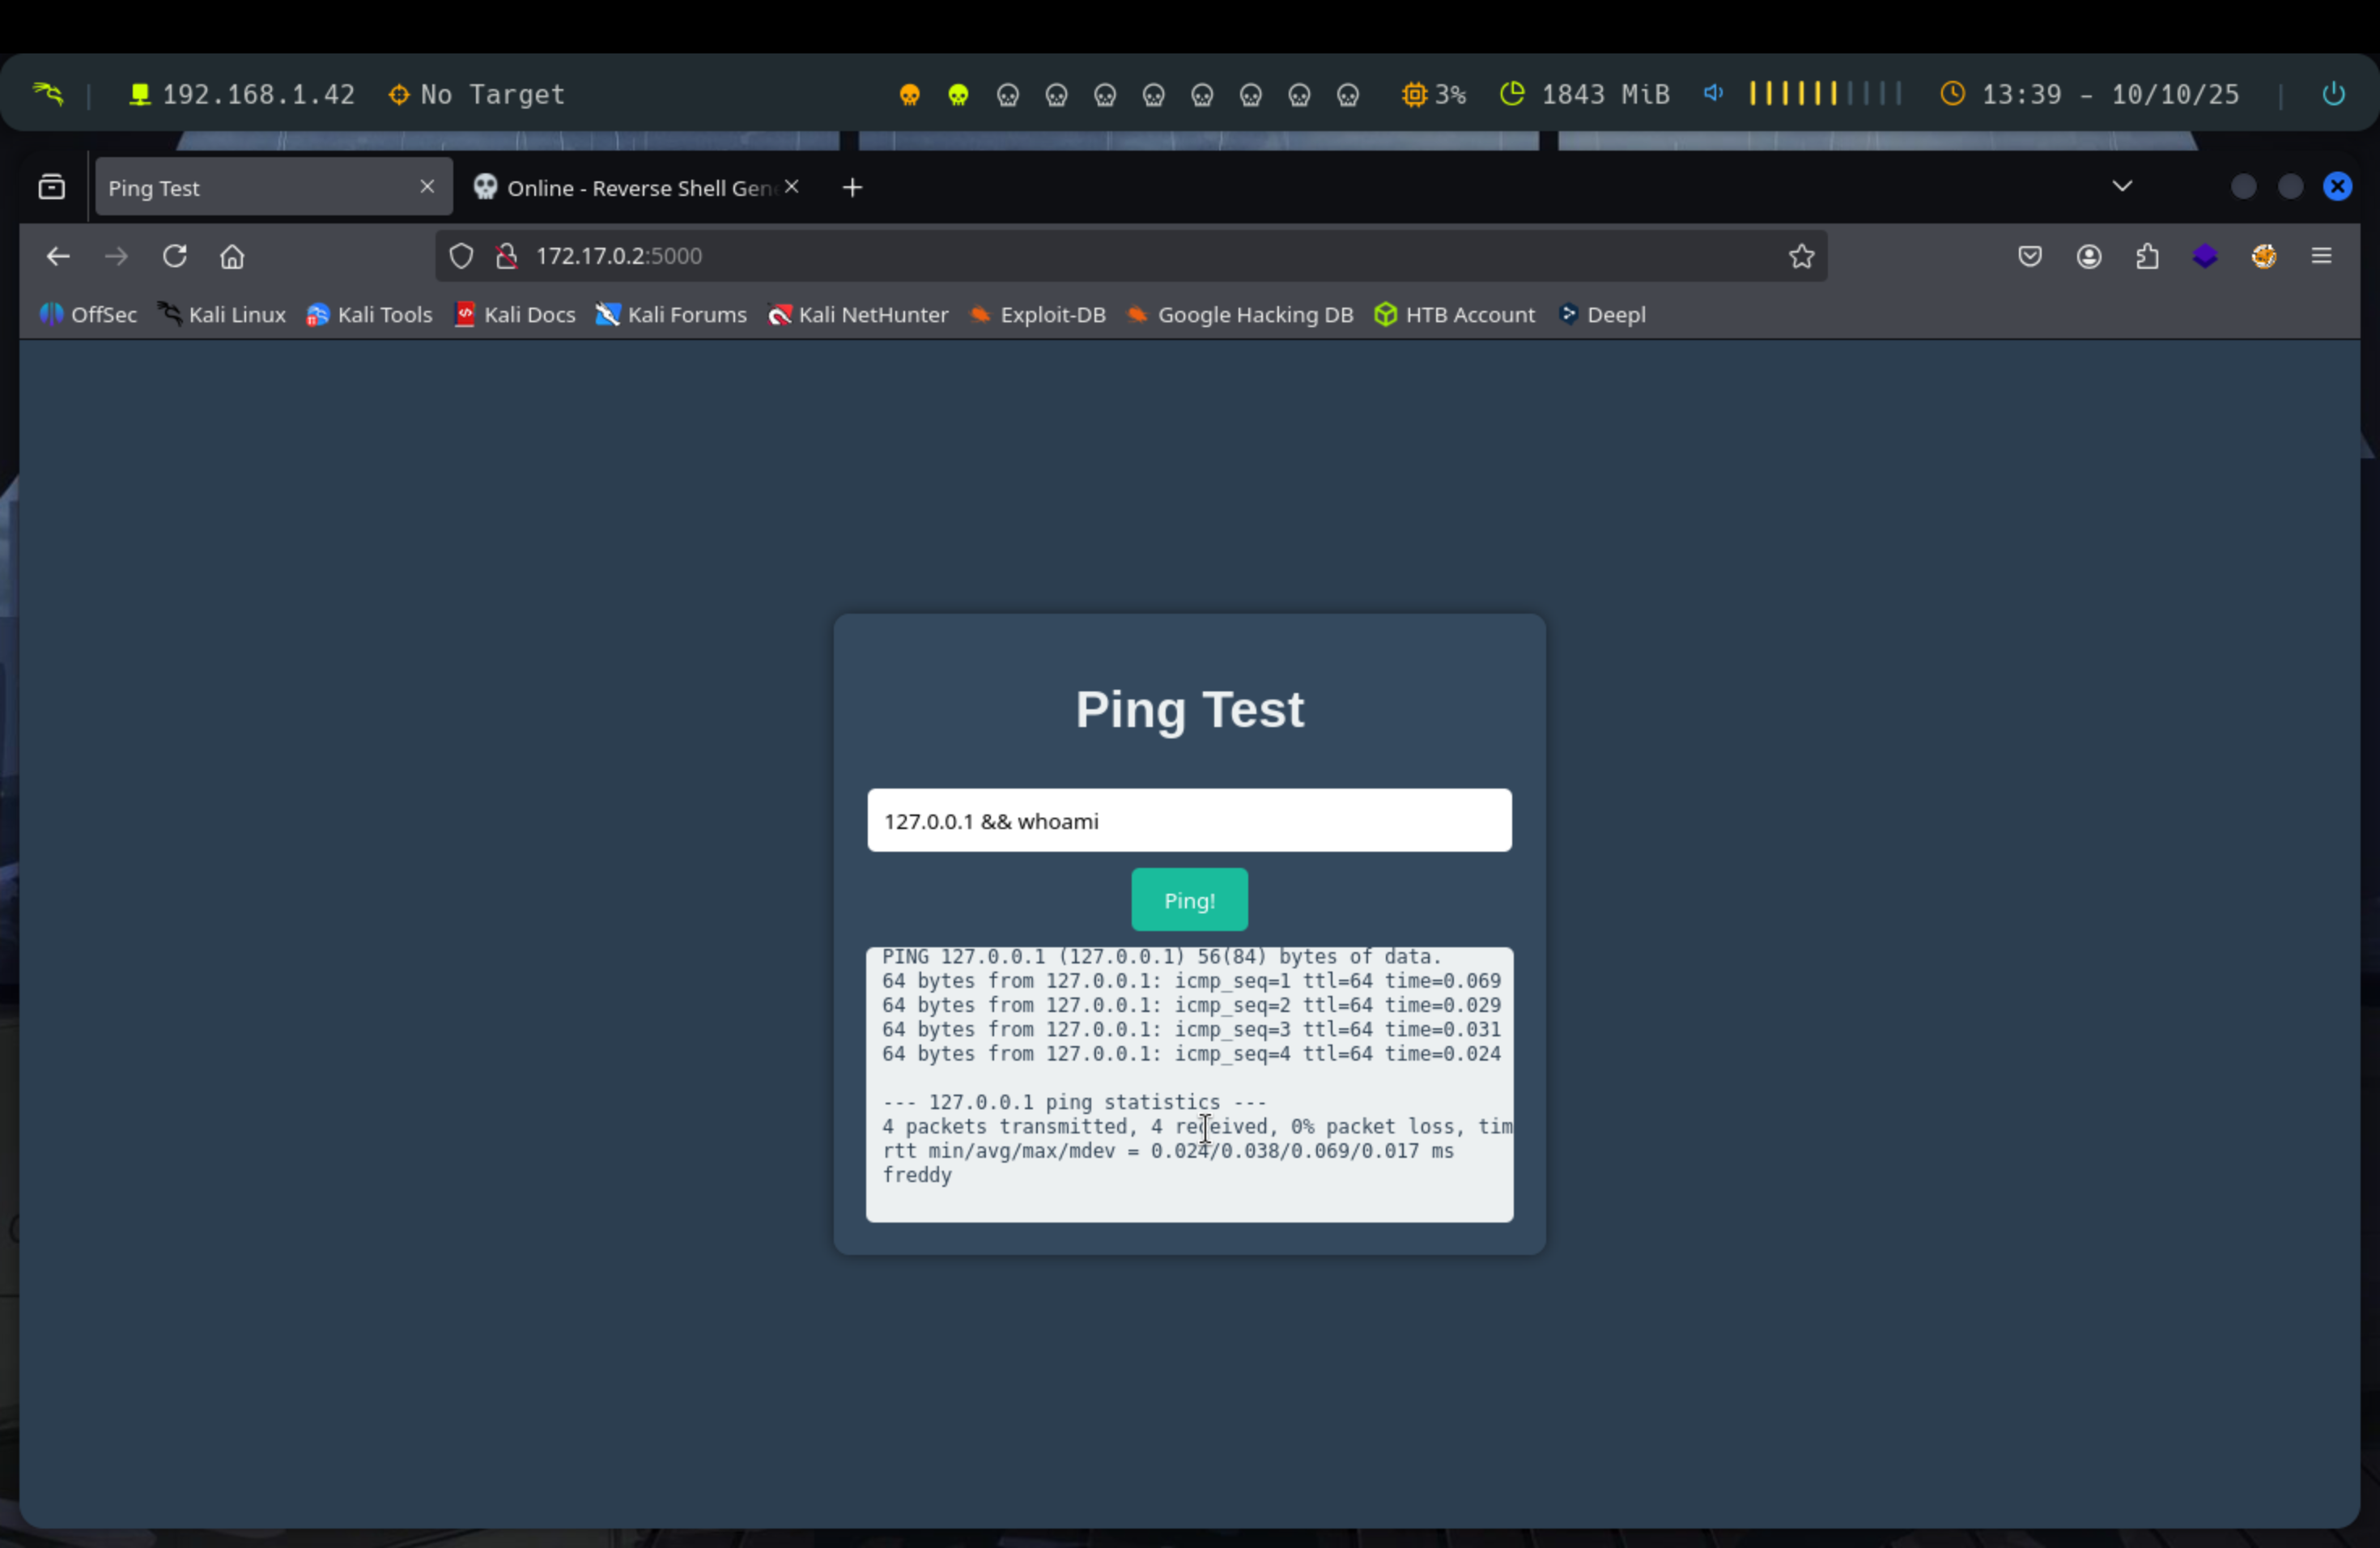 192.168.1.42 No Target 3% 1843 MiB 13:39 - 10/10/25
Ping Test Online - Reverse Shell Gen
172.17.0.2:5000
OffSec Kali Linux Kali Tools Kali Docs Kali Forums Kali NetHunter Exploit-DB Google Hacking DB HTB Account Deepl
Ping Test
127.0.0.1 && whoami
Ping!
PING 127.0.0.1 (127.0.0.1) 56(84) bytes of data.
64 bytes from 127.0.0.1: icmp_seq=1 ttl=64 time=0.069
64 bytes from 127.0.0.1: icmp_seq=2 ttl=64 time=0.029
64 bytes from 127.0.0.1: icmp_seq=3 ttl=64 time=0.031
64 bytes from 127.0.0.1: icmp_seq=4 ttl=64 time=0.024
--- 127.0.0.1 ping statistics ---
4 packets transmitted, 4 received, 0% packet loss, tim
rtt min/avg/max/mdev = 0.024/0.038/0.069/0.017 ms
freddy